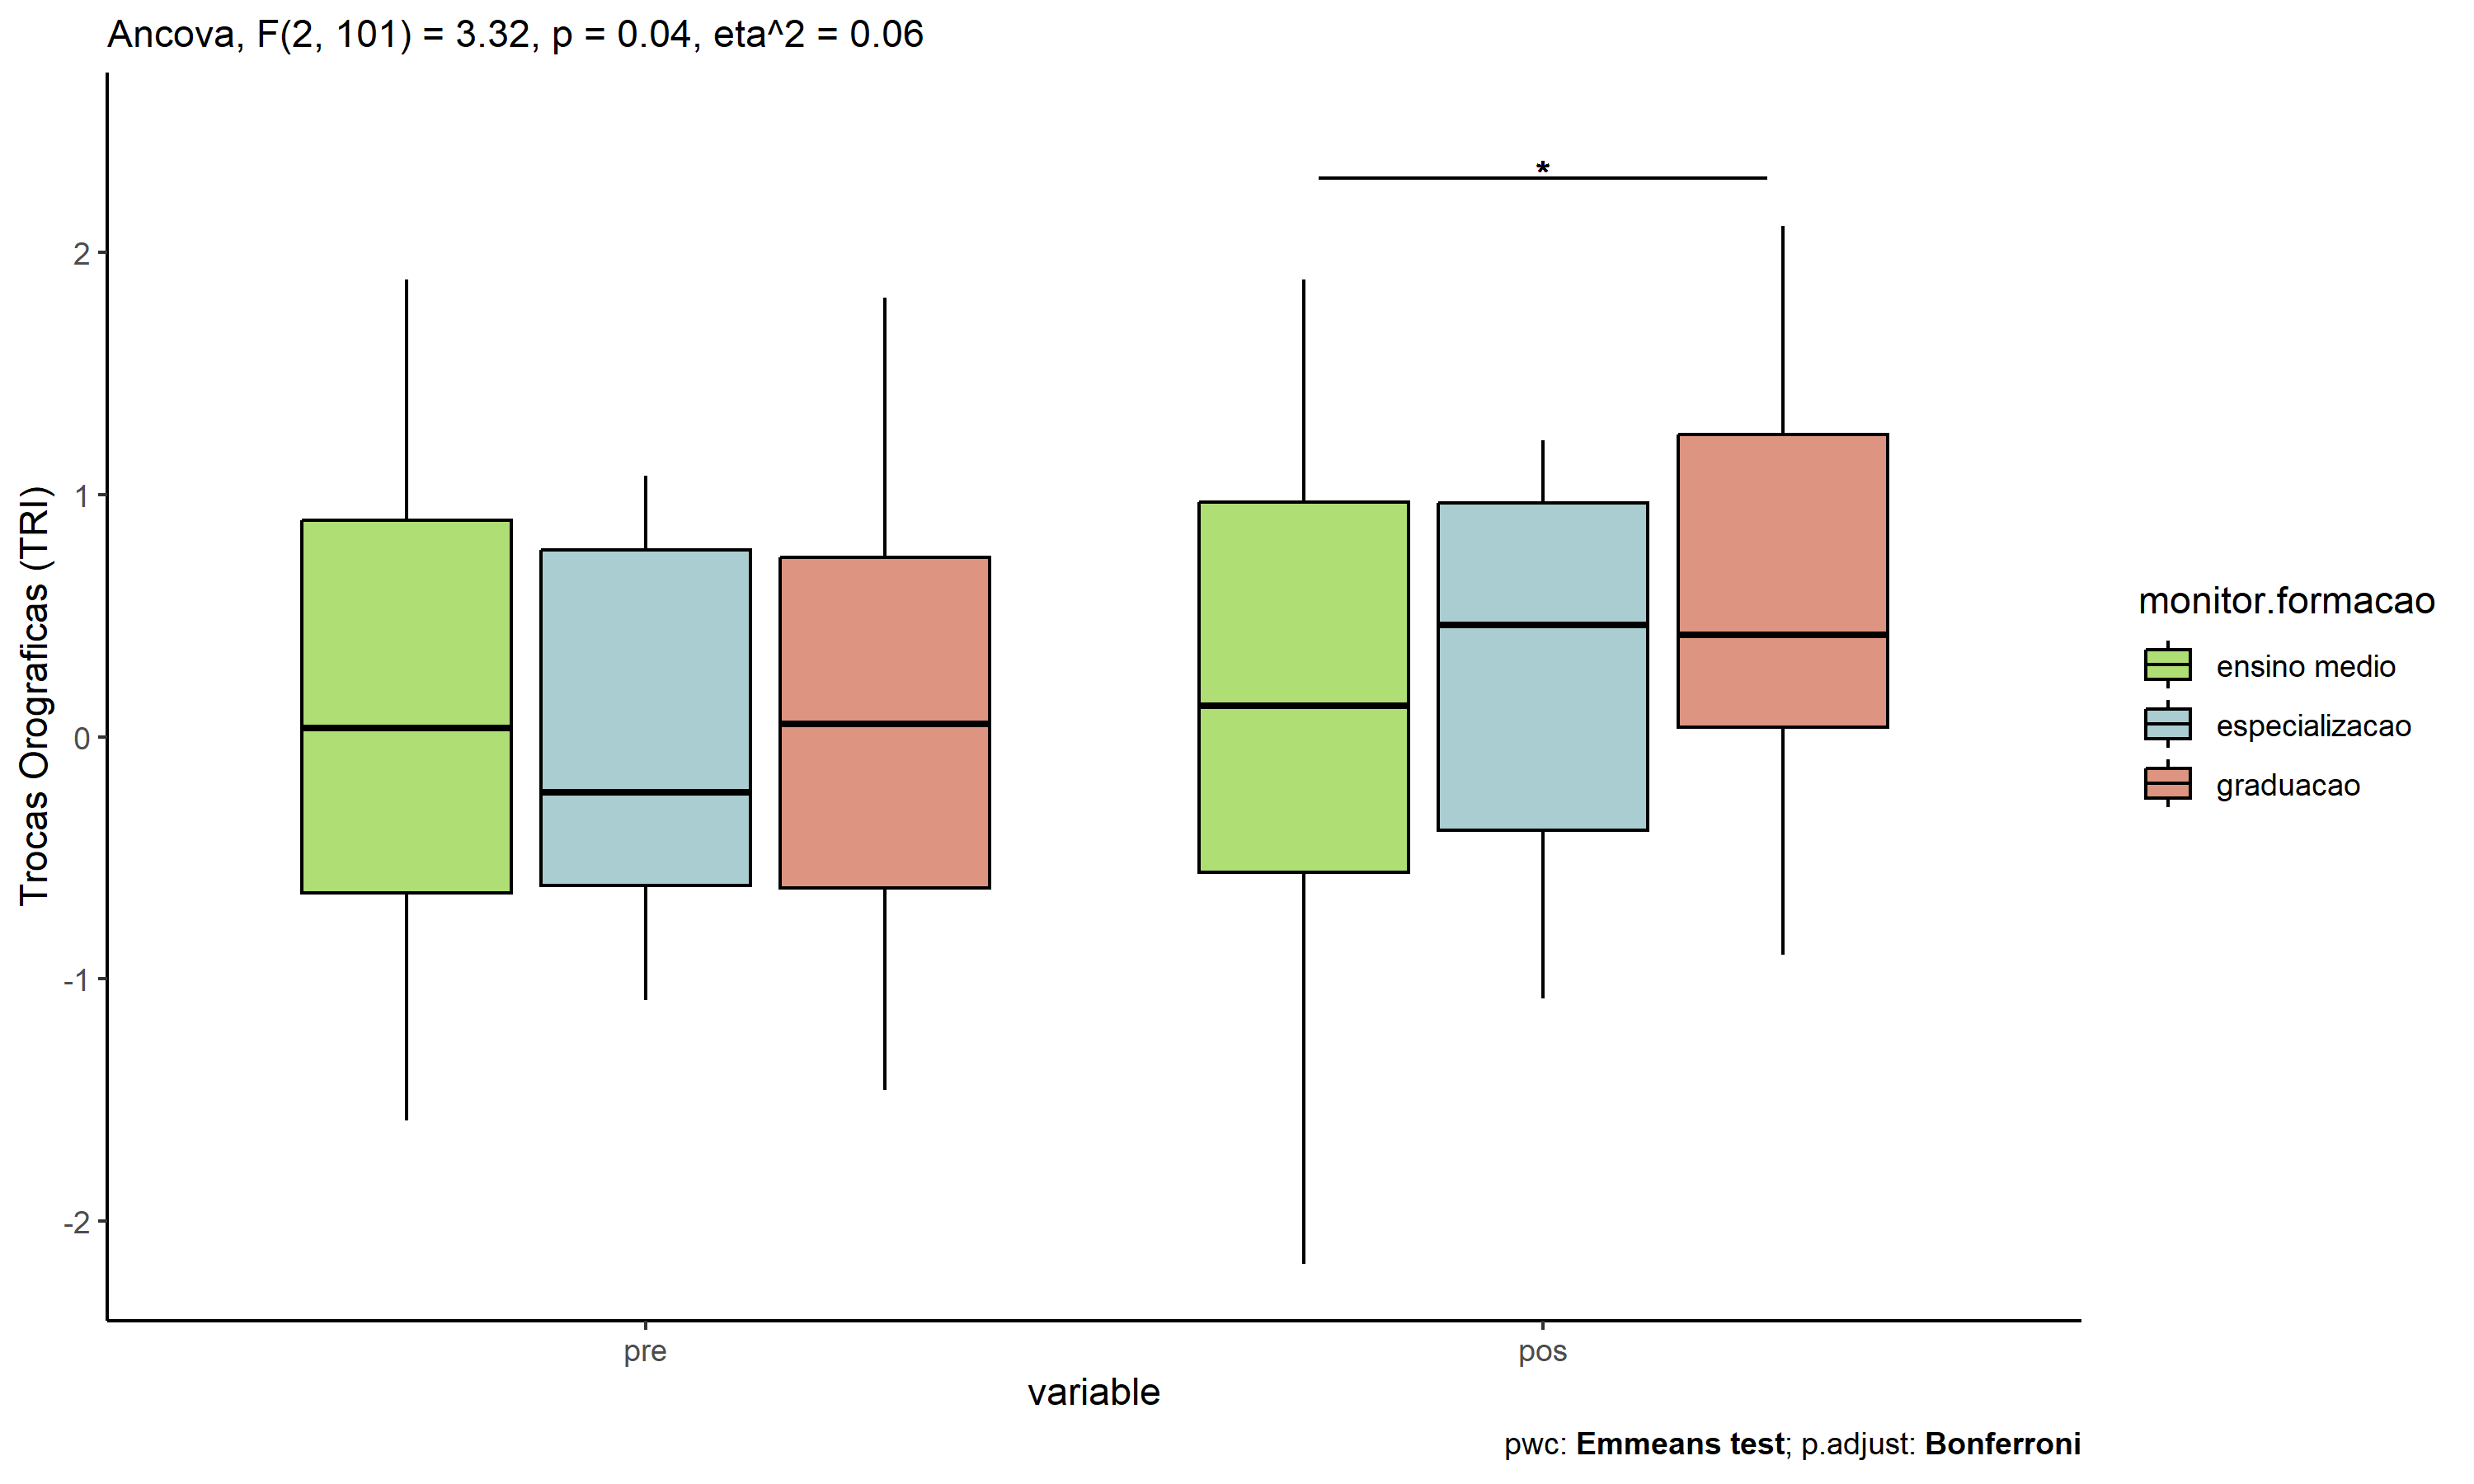 Ancova, F(2, 101) = 3.32, p = 0.04, eta^2 = 0.06
Trocas Orograficas (TRI)
2
1
0
-1
-2
*
pre
pos
variable
monitor.formacao
ensino medio
especializacao
graduacao
pwc: Emmeans test; p.adjust: Bonferroni